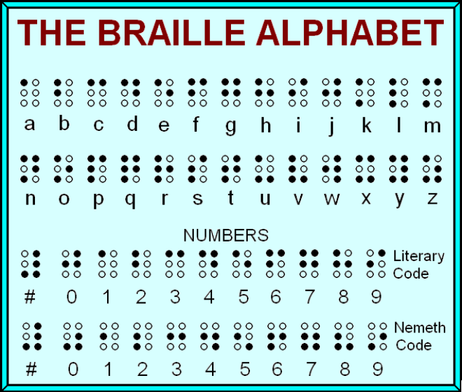 THE BRAILLE ALPHABET
a b c d e f g h i j k l m
n o p q r s t u v w x y z
NUMBERS
Literary
Code
# 0 1 2 3 4 5 6 7 8 9
Nemeth
Code
# 0 1 2 3 4 5 6 7 8 9